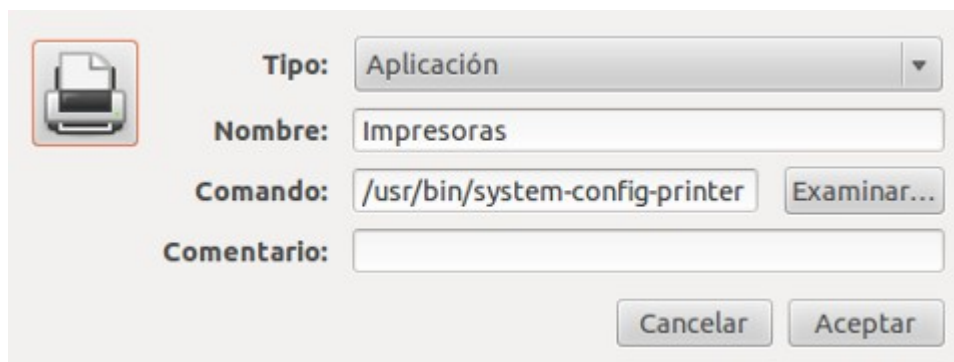 Tipo: Aplicación
Nombre: Impresoras
Comando: /usr/bin/system-config-printer Examinar...
Comentario:
Cancelar Aceptar